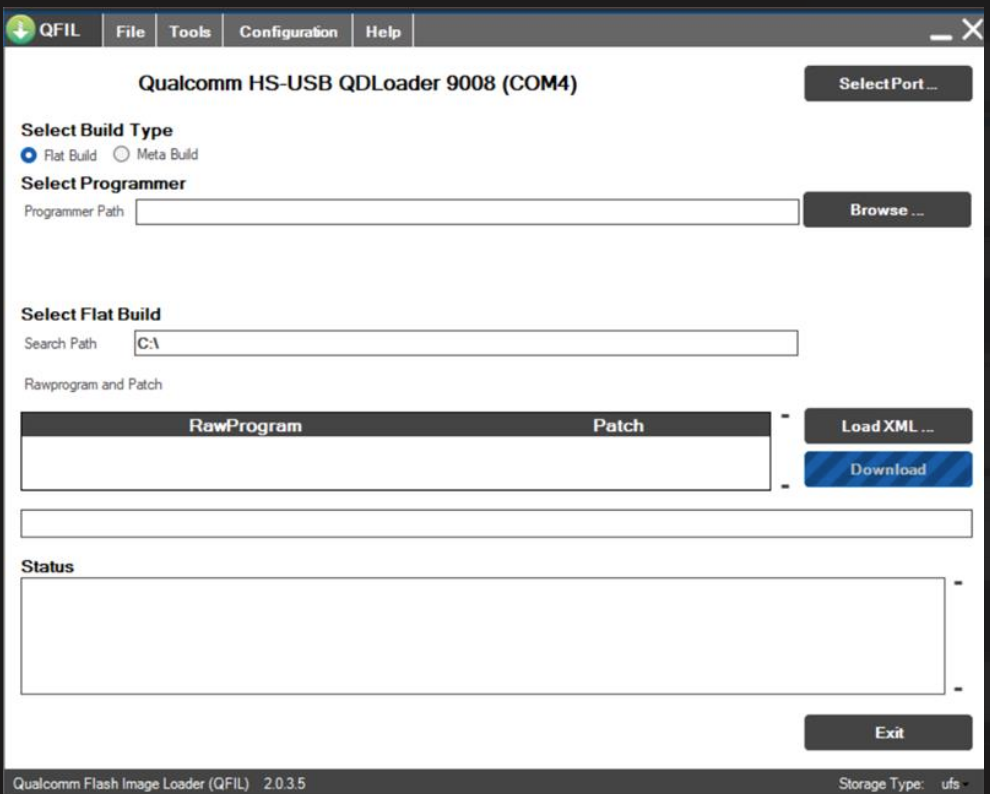 QFIL File Tools Configuration Help
Qualcomm HS-USB QDLoader 9008 (COM4) Select Port ...
Select Build Type
Flat Build Meta Build
Select Programmer
Programmer Path Browse ...
Select Flat Build
Search Path C:\
Rawprogram and Patch
RawProgram Patch Load XML ...
Download
Status
Exit
Qualcomm Flash Image Loader (QFIL) 2.0.3.5 Storage Type: ufs